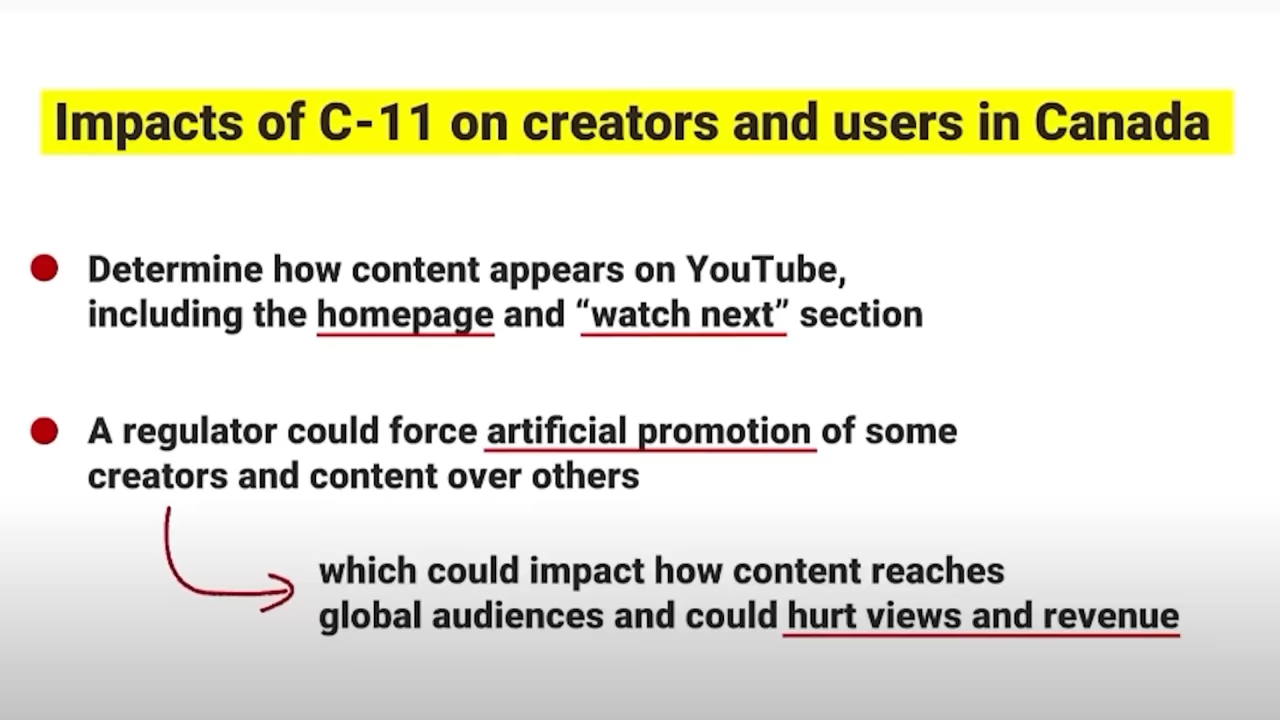 Impacts of C-11 on creators and users in Canada
Determine how content appears on YouTube,
including the homepage and “watch next” section
A regulator could force artificial promotion of some
creators and content over others
which could impact how content reaches
global audiences and could hurt views and revenue